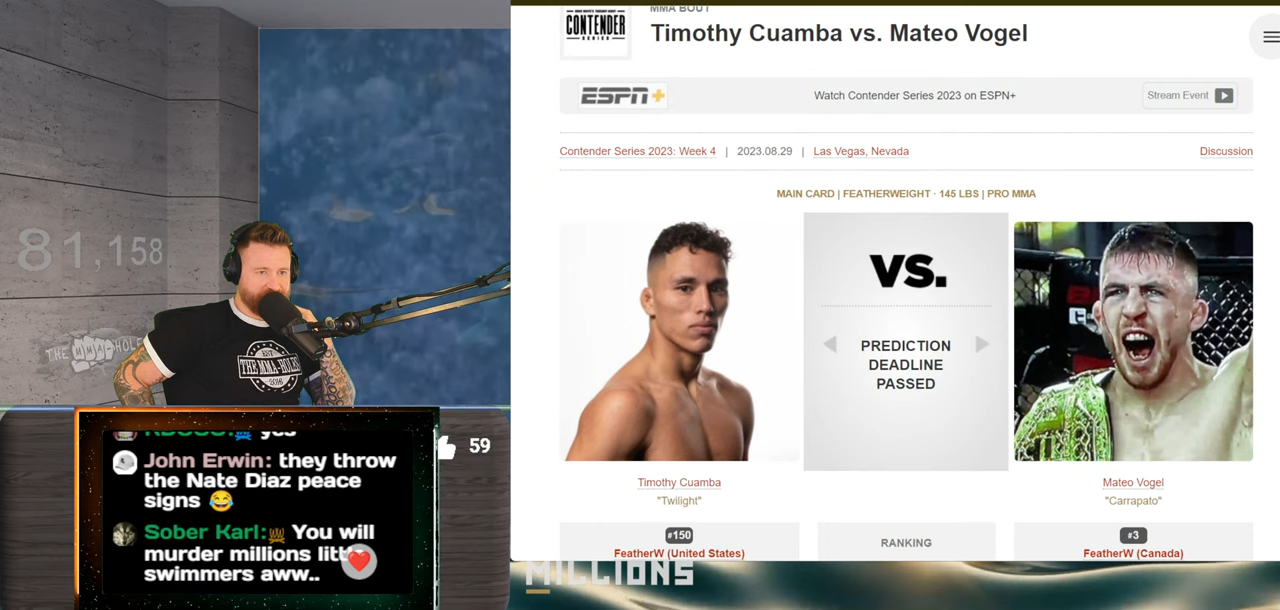 MMA BOUT
CONTENDER
SERIES
Timothy Cuamba vs. Mateo Vogel
ESPN+
Watch Contender Series 2023 on ESPN+
Stream Event
Contender Series 2023: Week 4 | 2023.08.29 | Las Vegas, Nevada
Discussion
MAIN CARD | FEATHERWEIGHT · 145 LBS | PRO MMA
VS.
PREDICTION
DEADLINE
PASSED
Timothy Cuamba
"Twilight"
Mateo Vogel
"Carrapato"
#150
FeatherW (United States)
RANKING
#3
FeatherW (Canada)
MILLIONS
81,158
THE MMA HOLE
EST
THE MMA-HOLES
2016
59
yes
John Erwin: they throw
the Nate Diaz peace
signs 😂
Sober Karl: You will
murder millions
swimmers aww..